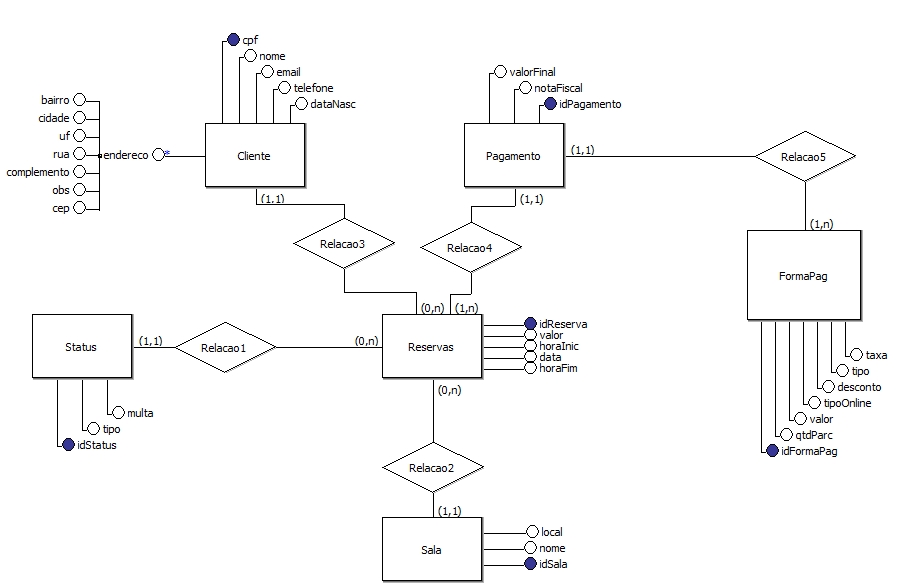 cpf
nome
email
telefone
dataNasc
bairro
cidade
uf
rua
complemento
obs
cep
endereco *
Cliente
(1,1)
valorFinal
notaFiscal
idPagamento
Pagamento
(1,1)
(1,1)
Relacao5
(1,n)
FormaPag
taxa
tipo
desconto
tipoOnline
valor
qtdParc
idFormaPag
Relacao3
Relacao4
(0,n)
(1,n)
Status
(1,1)
Relacao1
(0,n)
Reservas
idReserva
valor
horaInic
data
horaFim
multa
tipo
idStatus
(0,n)
Relacao2
(1,1)
Sala
local
nome
idSala